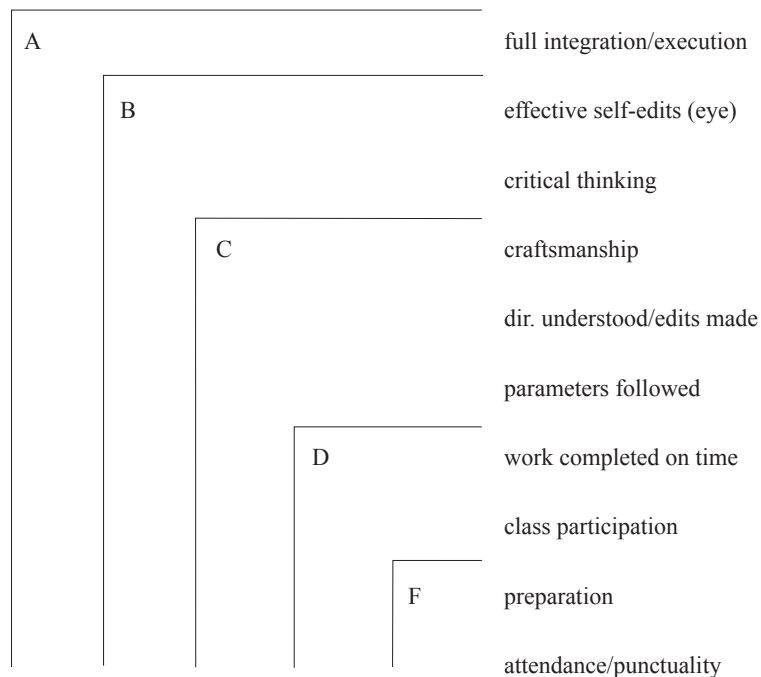 A full integration/execution
B effective self-edits (eye)
critical thinking
C craftsmanship
dir. understood/edits made
parameters followed
D work completed on time
class participation
F preparation
attendance/punctuality